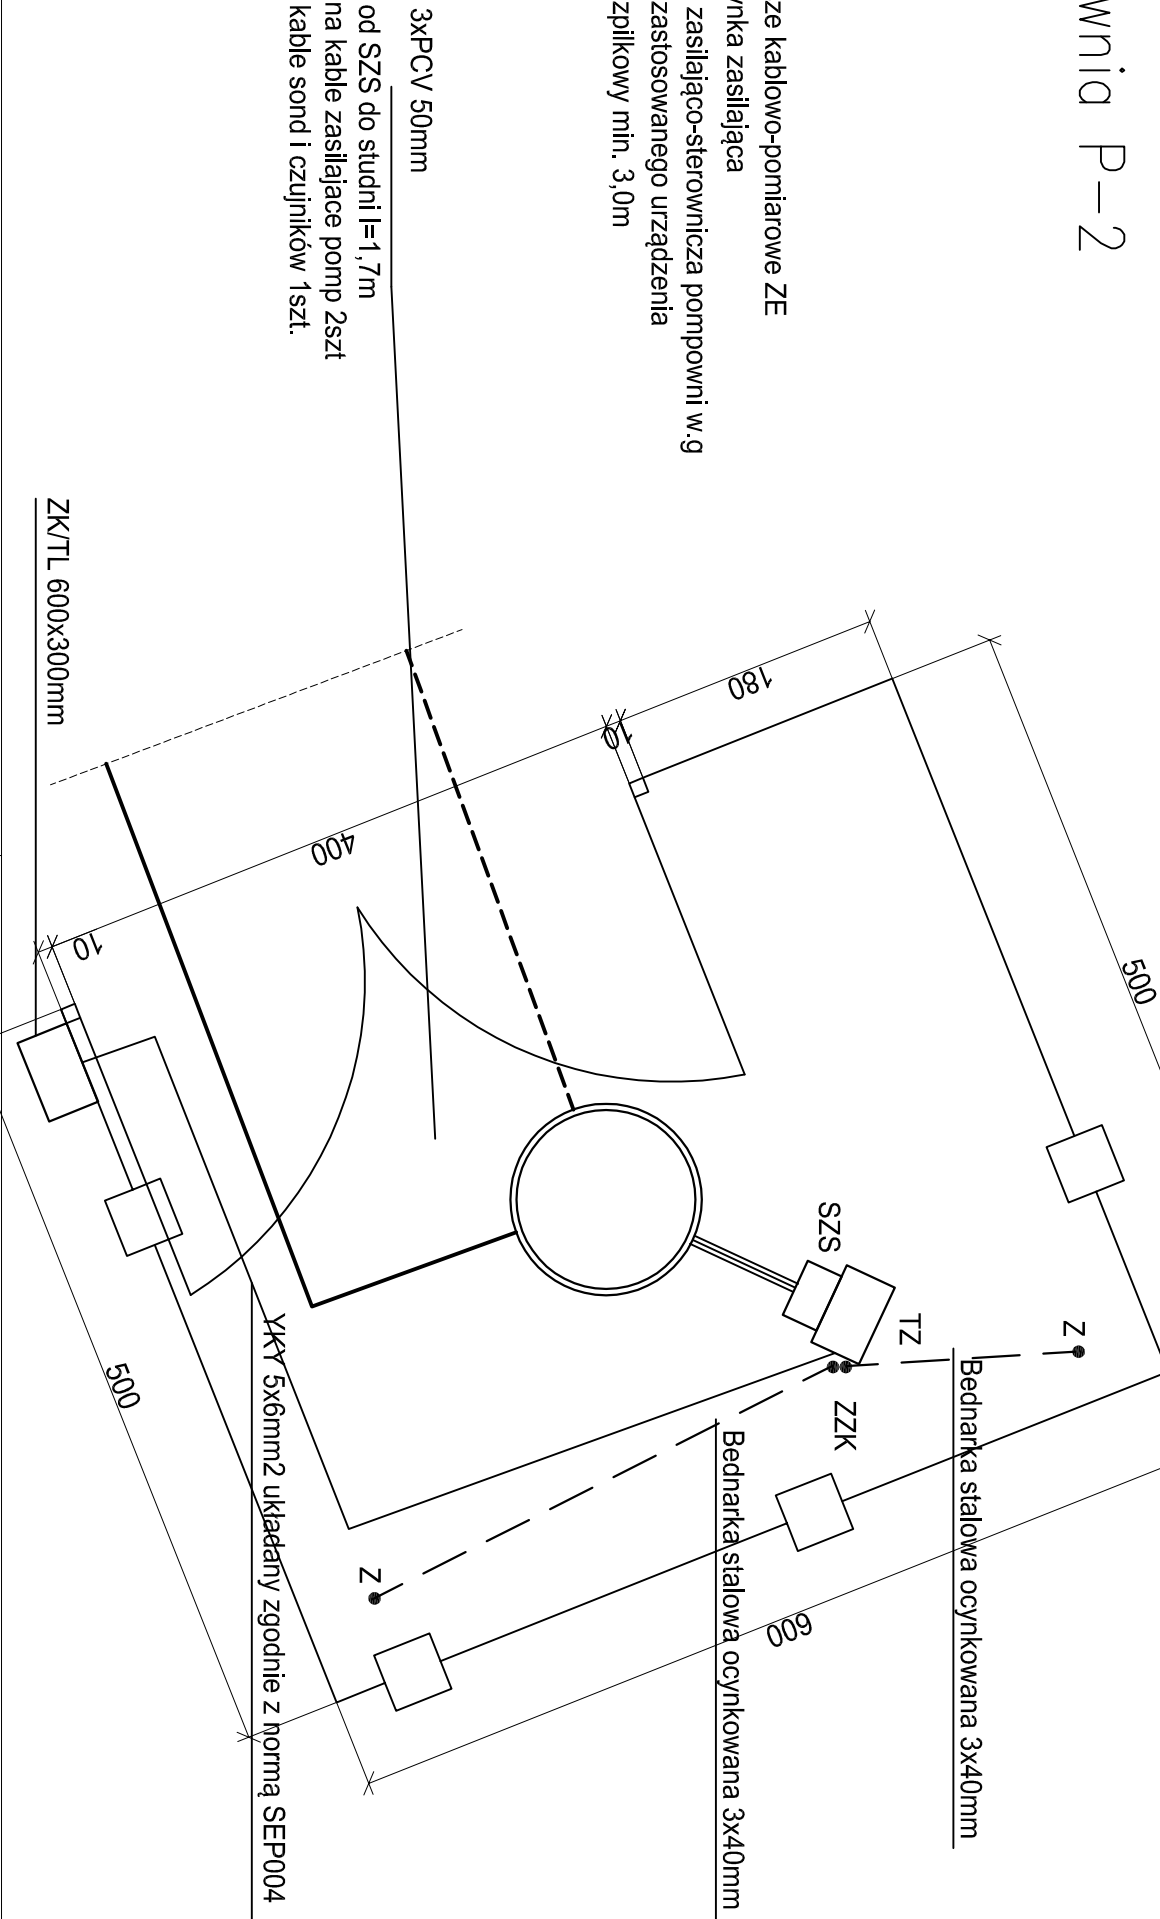 wnia P-2
ze kablowo-pomiarowe ZE
nka zasilająca
zasilająco-sterownicza pompowni w.g
zastosowanego urządzenia
zpilkowy min. 3,0m
3xPCV 50mm
od SZS do studni l=1,7m
na kable zasilajace pomp 2szt
kable sond i czujników 1szt.
ZK/TL 600x300mm
180
10
400
10
500
SZS
TZ
Z
ZZK
Bednarka stalowa ocynkowana 3x40mm
Bednarka stalowa ocynkowana 3x40mm
Z
YKY 5x6mm2 układany zgodnie z normą SEP004
500
600